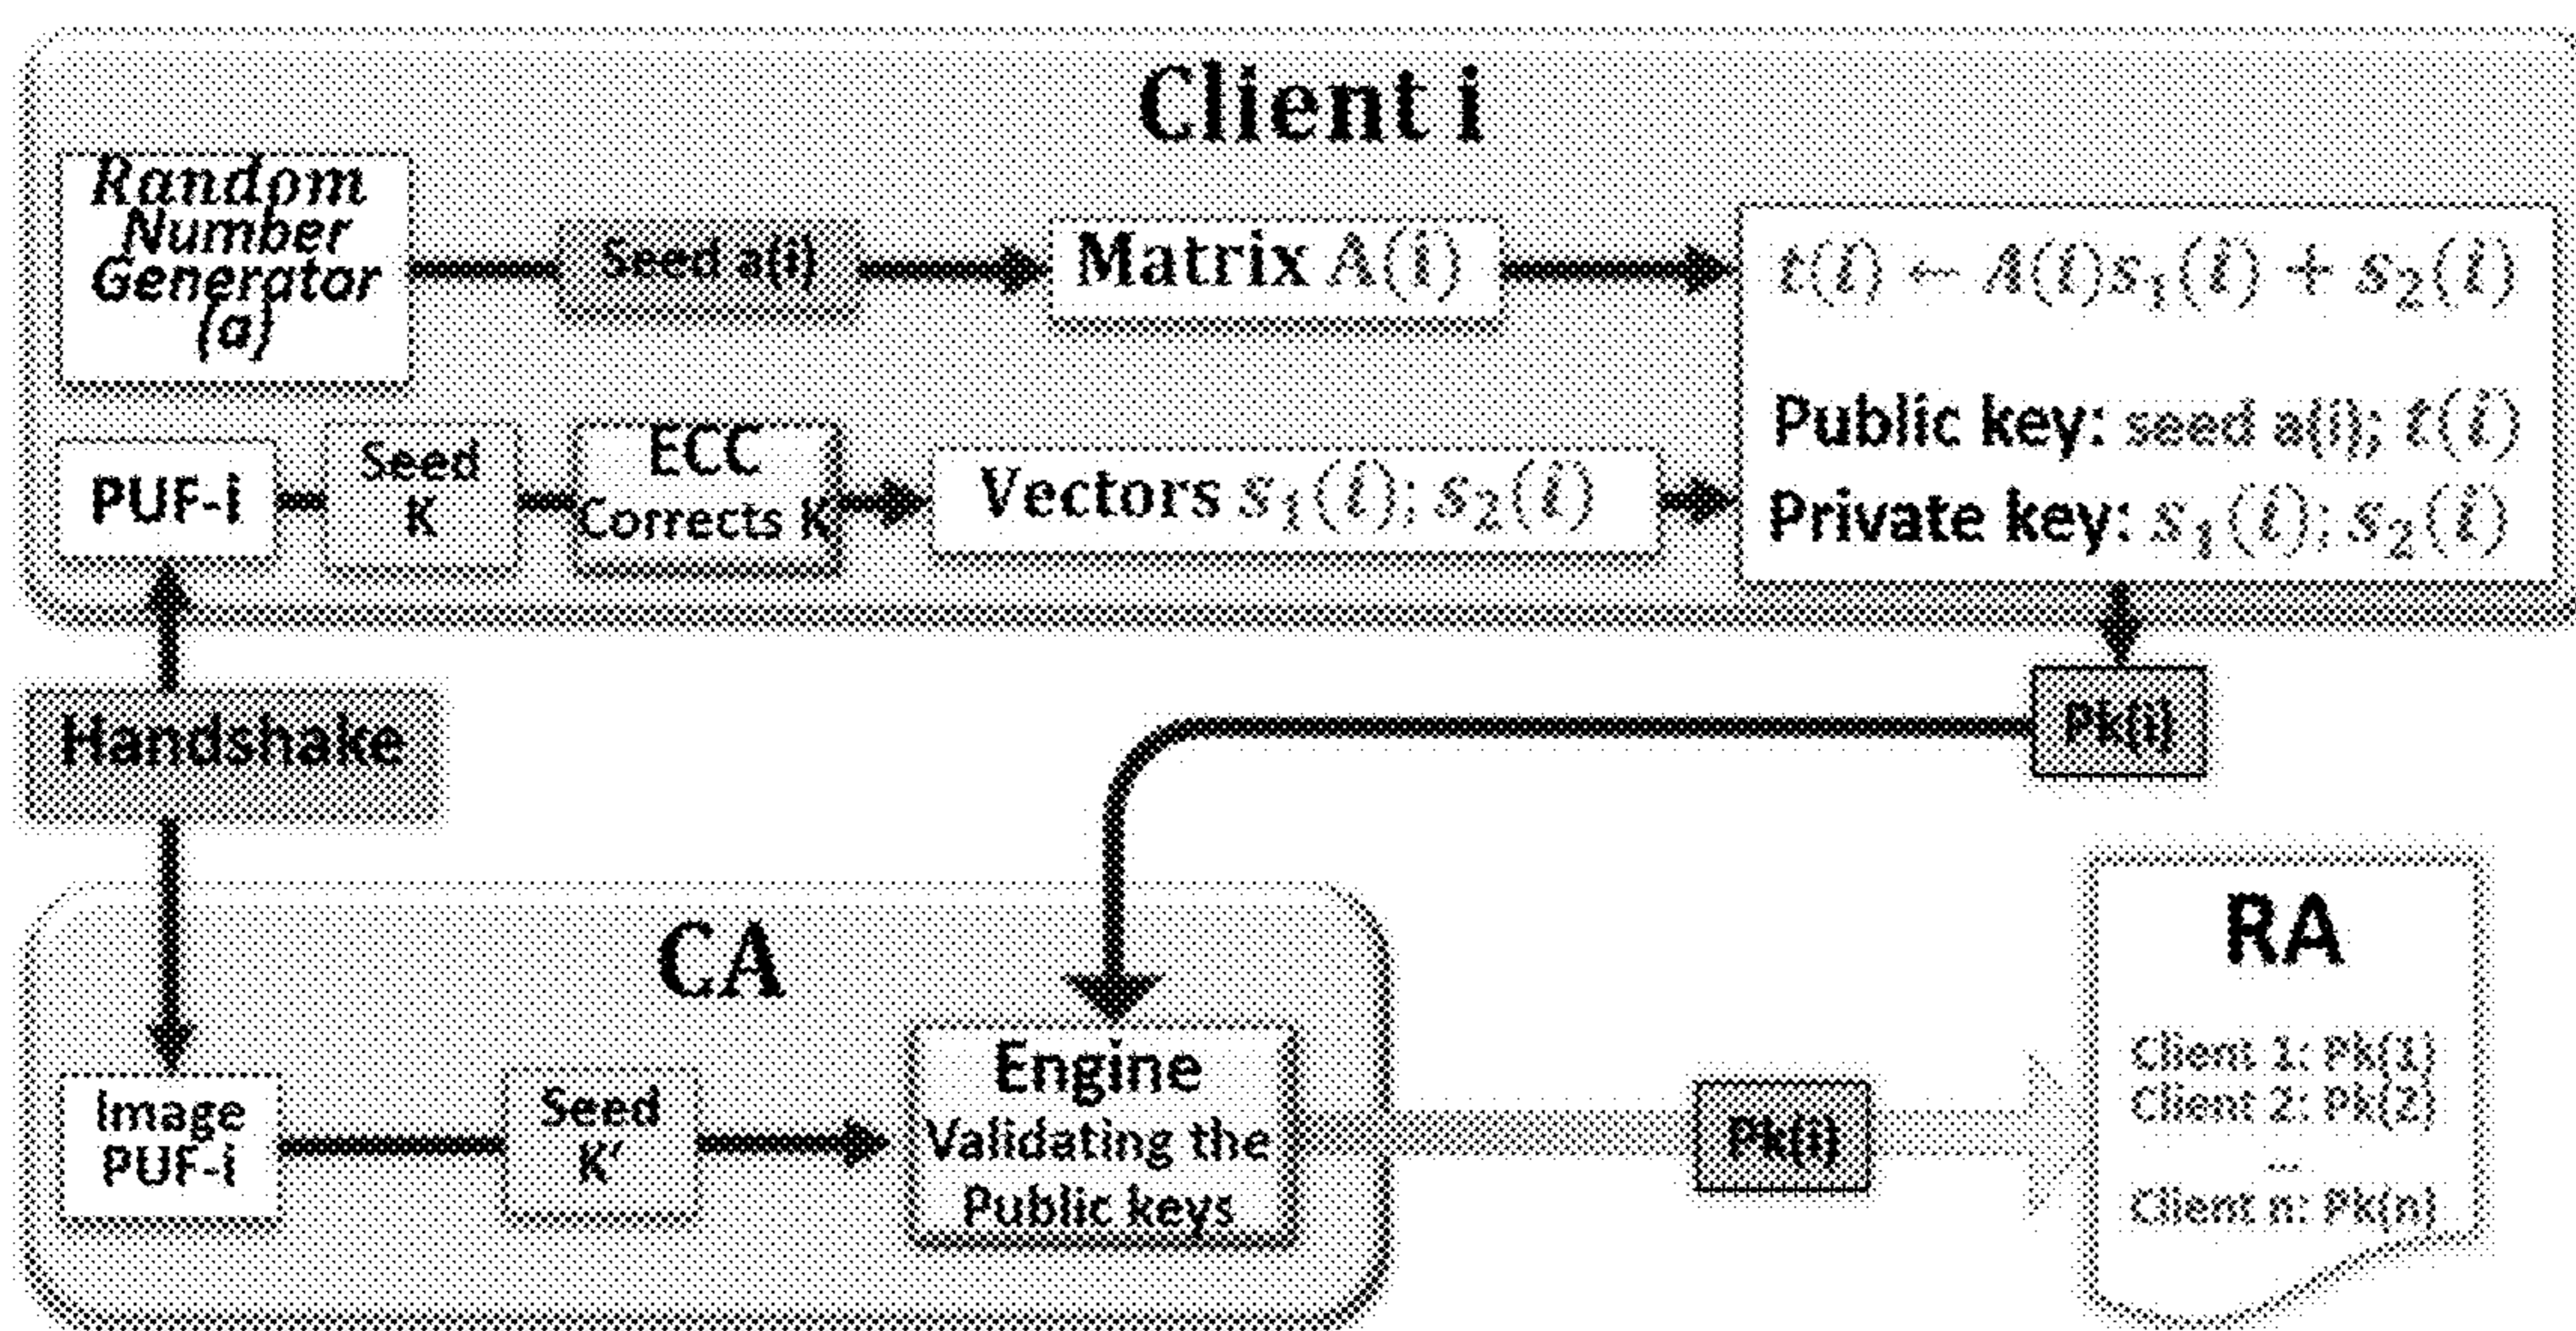 Client i
Random
Number
Generator
(a)
Seed a(i)
Matrix A(i)
t(i) ← A(i)s₁(i) + s₂(i)
Public key: seed a(i); t(i)
Private key: s₁(i); s₂(i)
PUF-i
Seed
K
ECC
Corrects K
Vectors s₁(i); s₂(i)
Handshake
Pk(i)
CA
Image
PUF-i
Seed
K'
Engine
Validating the
Public keys
Pk(i)
RA
Client 1: Pk(1)
Client 2: Pk(2)
...
Client n: Pk(n)